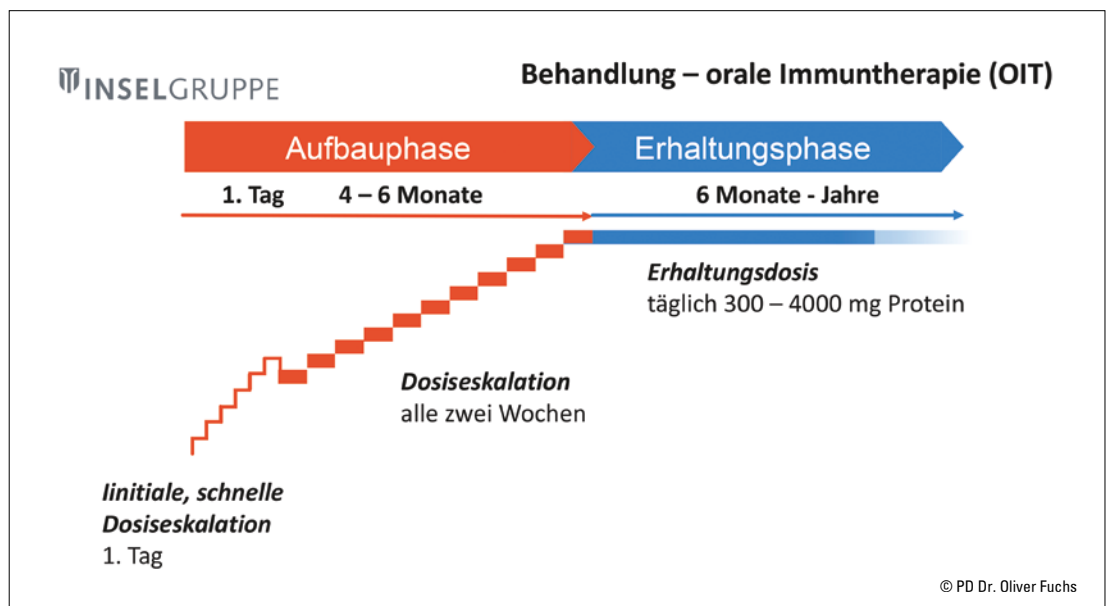 INSELGRUPPE
Behandlung – orale Immuntherapie (OIT)
Aufbauphase
Erhaltungsphase
1. Tag
4 – 6 Monate
6 Monate - Jahre
Erhaltungsdosis
täglich 300 – 4000 mg Protein
Dosiseskalation
alle zwei Wochen
Iinitiale, schnelle
Dosiseskalation
1. Tag
© PD Dr. Oliver Fuchs